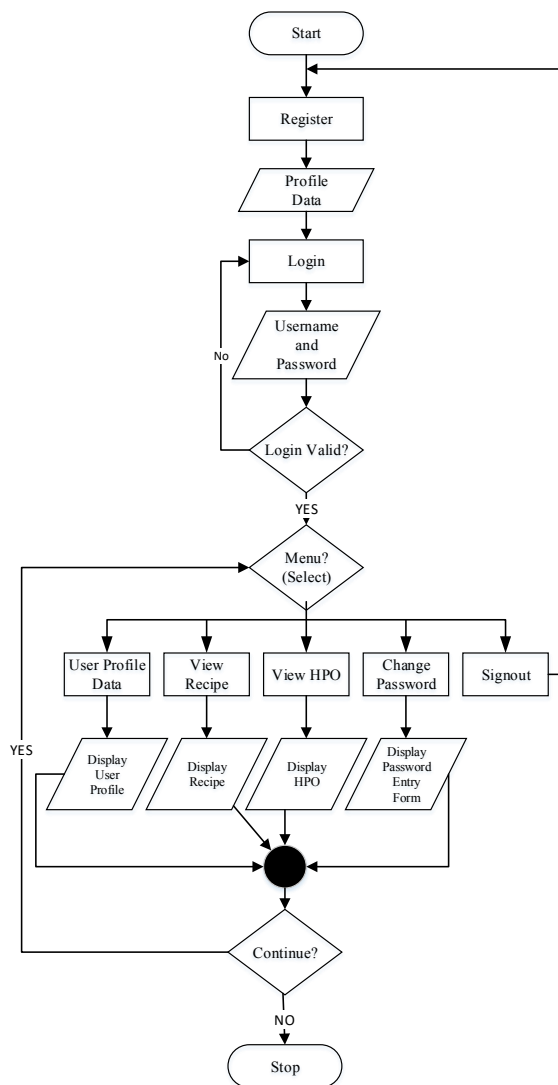 Start
Register
Profile
Data
Login
Username
and
Password
No
Login Valid?
YES
Menu?
(Select)
User Profile
Data
View
Recipe
View HPO
Change
Password
Signout
YES
Display
User
Profile
Display
Recipe
Display
HPO
Display
Password
Entry
Form
Continue?
NO
Stop